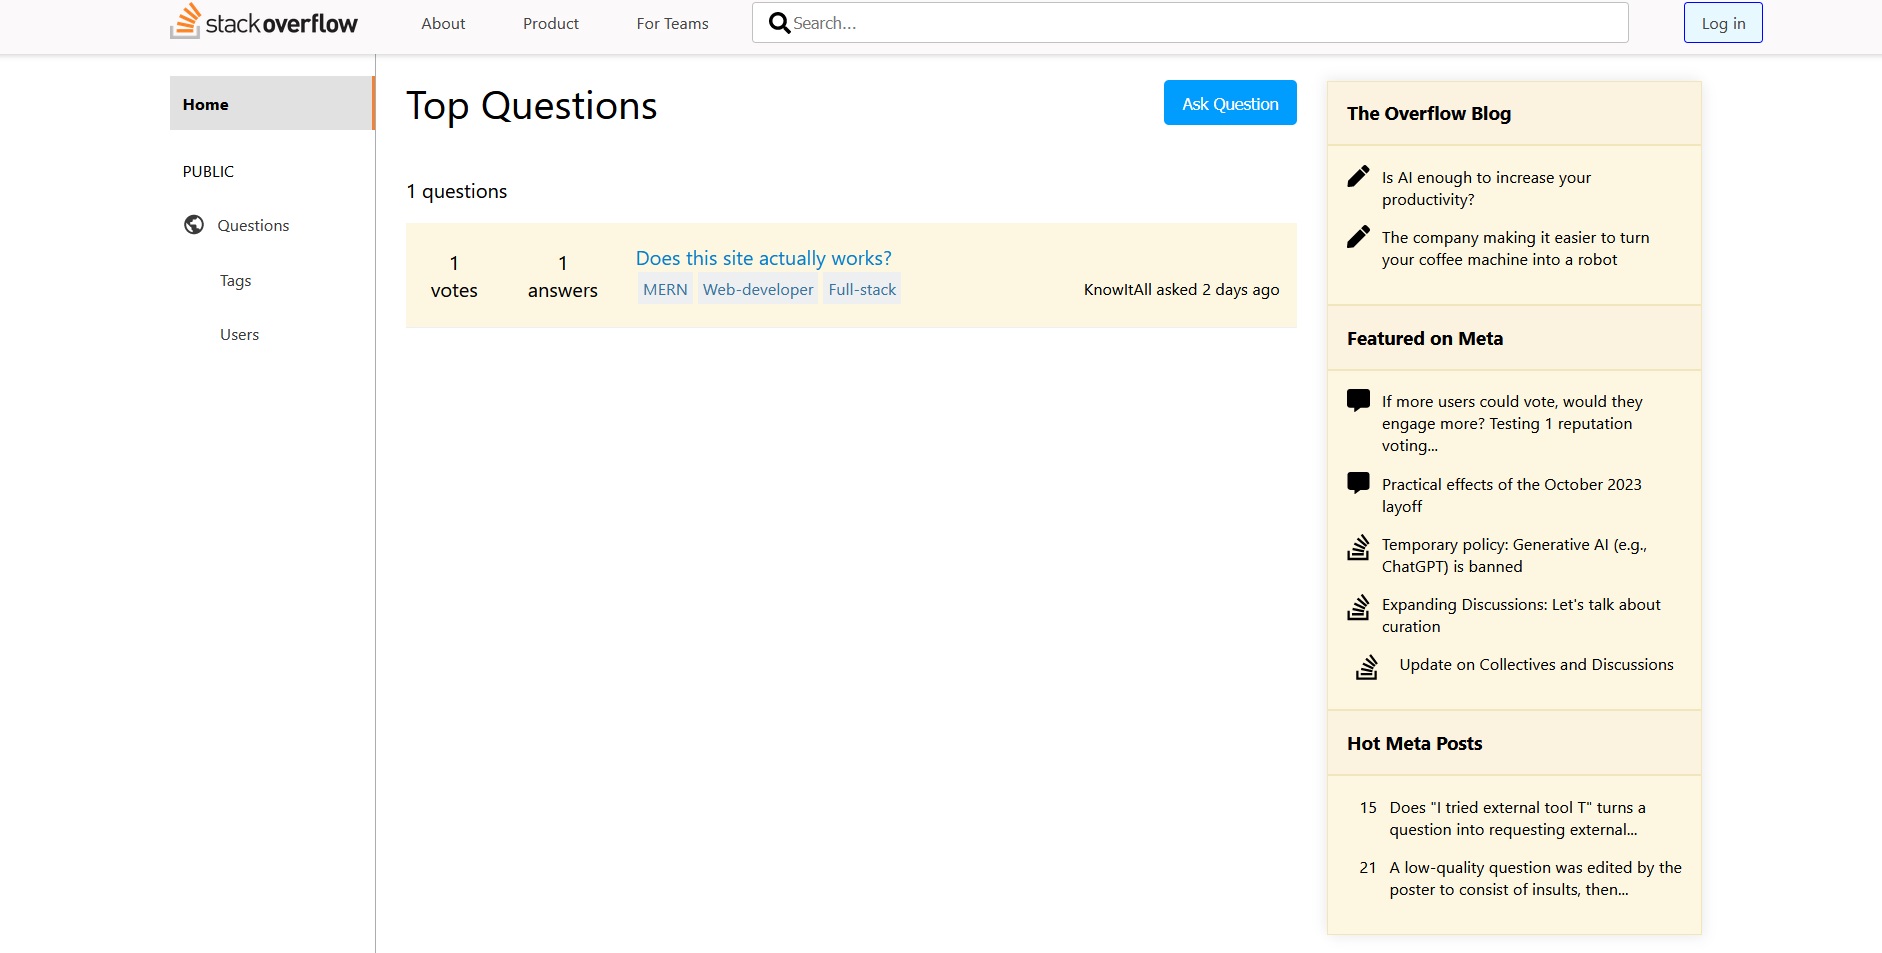 stack overflow
About
Product
For Teams
Search...
Log in
Home
PUBLIC
Questions
Tags
Users
Top Questions
Ask Question
1 questions
1
votes
1
answers
Does this site actually works?
MERN Web-developer Full-stack
KnowItAll asked 2 days ago
The Overflow Blog
Is AI enough to increase your
productivity?
The company making it easier to turn
your coffee machine into a robot
Featured on Meta
If more users could vote, would they
engage more? Testing 1 reputation
voting...
Practical effects of the October 2023
layoff
Temporary policy: Generative AI (e.g.,
ChatGPT) is banned
Expanding Discussions: Let's talk about
curation
Update on Collectives and Discussions
Hot Meta Posts
15 Does "I tried external tool T" turns a
question into requesting external...
21 A low-quality question was edited by the
poster to consist of insults, then...